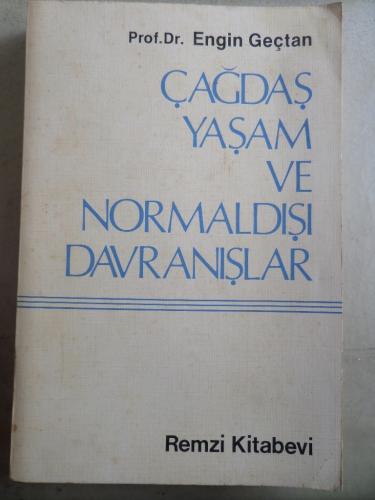 Prof.Dr. Engin Geçtan
ÇAĞDAŞ
YAŞAM
VE
NORMALDIŞI
DAVRANIŞLAR
Remzi Kitabevi